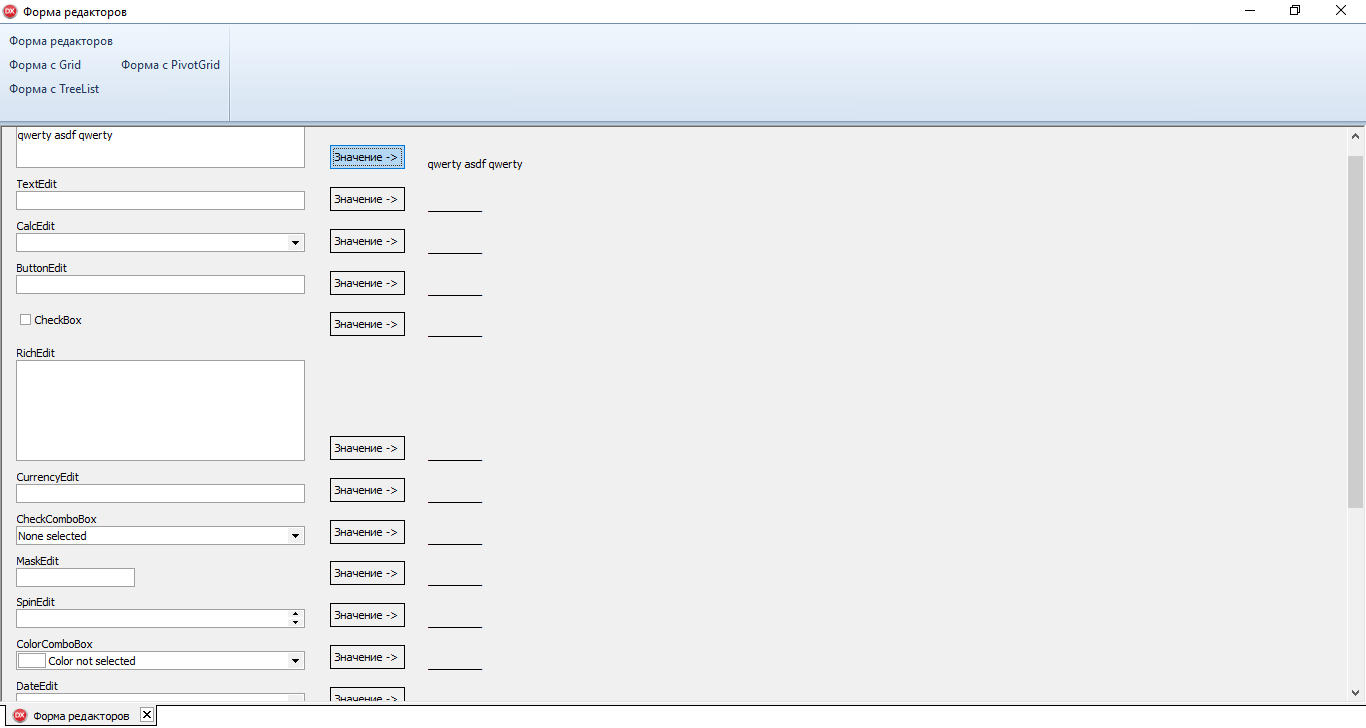 DX Форма редакторов
Форма редакторов
Форма с Grid Форма с PivotGrid
Форма с TreeList
qwerty asdf qwerty
Значение -> qwerty asdf qwerty
TextEdit
Значение ->
CalcEdit
Значение ->
ButtonEdit
Значение ->
CheckBox Значение ->
RichEdit
Значение ->
CurrencyEdit
Значение ->
CheckComboBox
None selected Значение ->
MaskEdit
Значение ->
SpinEdit
Значение ->
ColorComboBox
Color not selected Значение ->
DateEdit
Значение ->
DX Форма редакторов